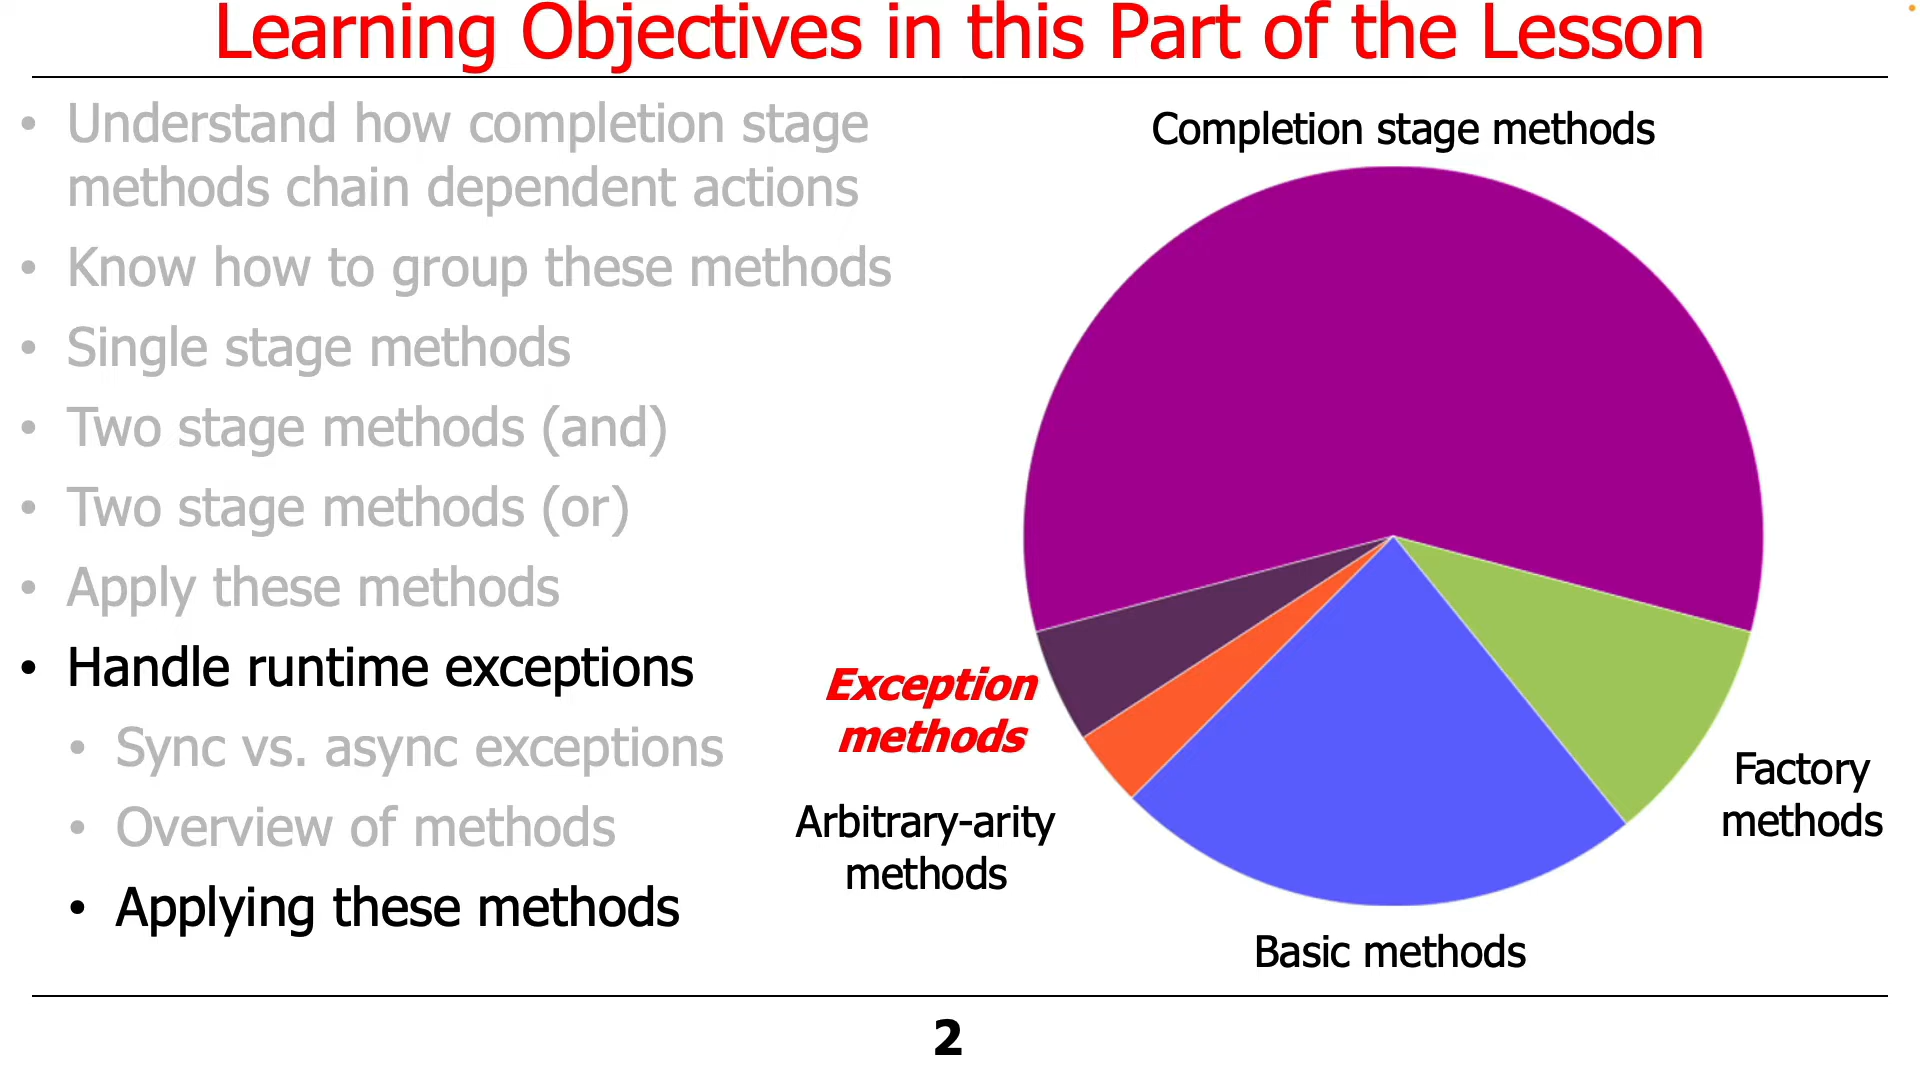 Learning Objectives in this Part of the Lesson
• Understand how completion stage
methods chain dependent actions
• Know how to group these methods
• Single stage methods
• Two stage methods (and)
• Two stage methods (or)
• Apply these methods
• Handle runtime exceptions
• Sync vs. async exceptions
• Overview of methods
• Applying these methods
Completion stage methods
Exception
methods
Arbitrary-arity
methods
Basic methods
Factory
methods
2